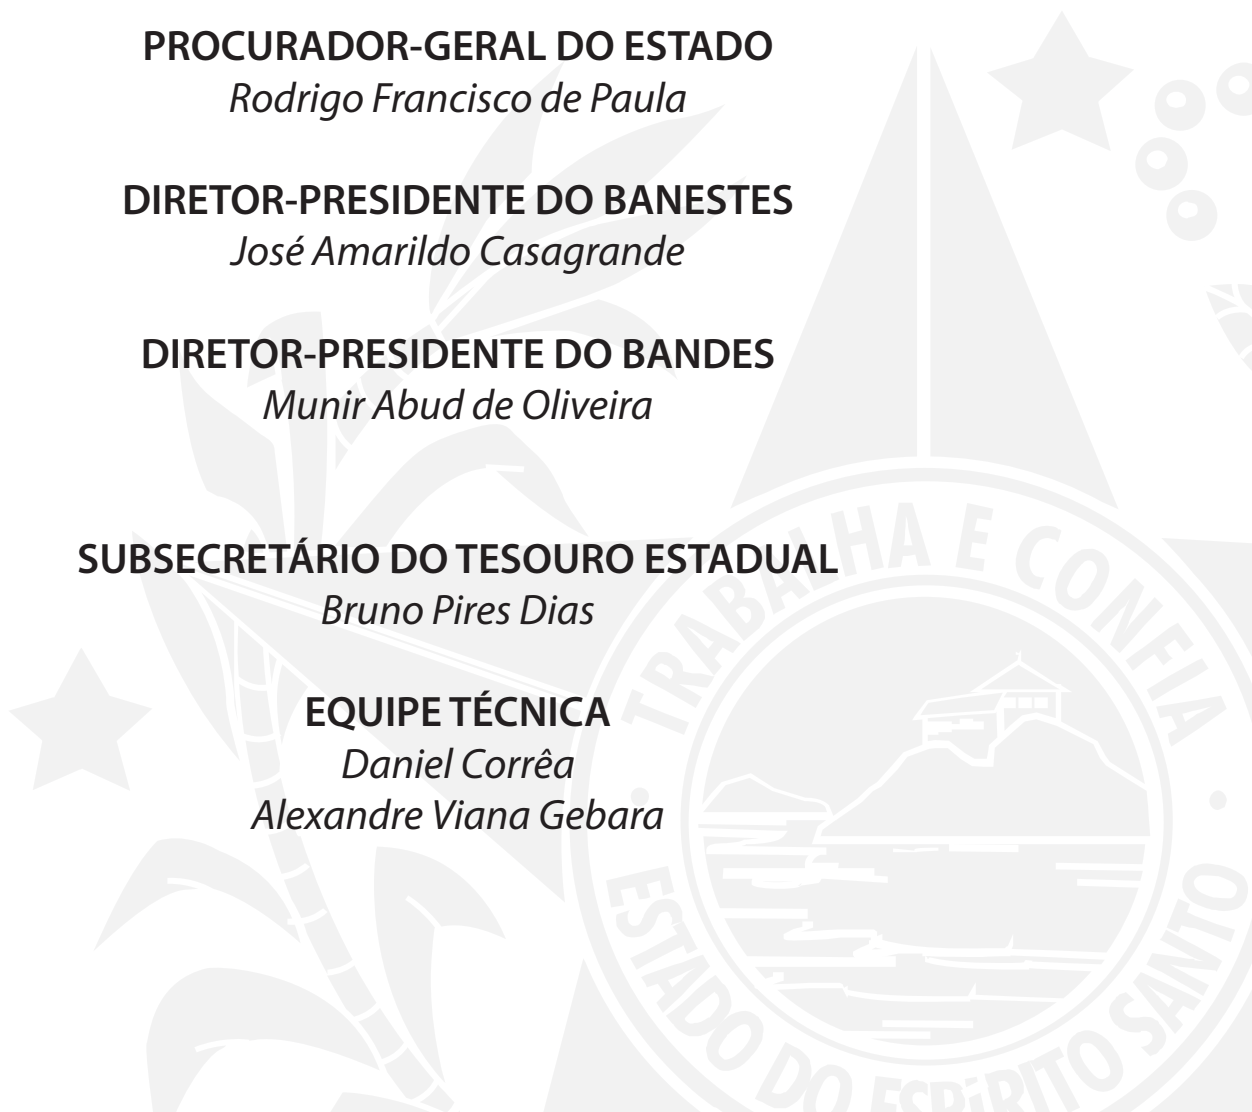 PROCURADOR-GERAL DO ESTADO
Rodrigo Francisco de Paula
DIRETOR-PRESIDENTE DO BANESTES
José Amarildo Casagrande
DIRETOR-PRESIDENTE DO BANDES
Munir Abud de Oliveira
SUBSECRETÁRIO DO TESOURO ESTADUAL
Bruno Pires Dias
EQUIPE TÉCNICA
Daniel Corrêa
Alexandre Viana Gebara
TRABALHA E CONFIA
ESTADO DO ESPÍRITO SANTO